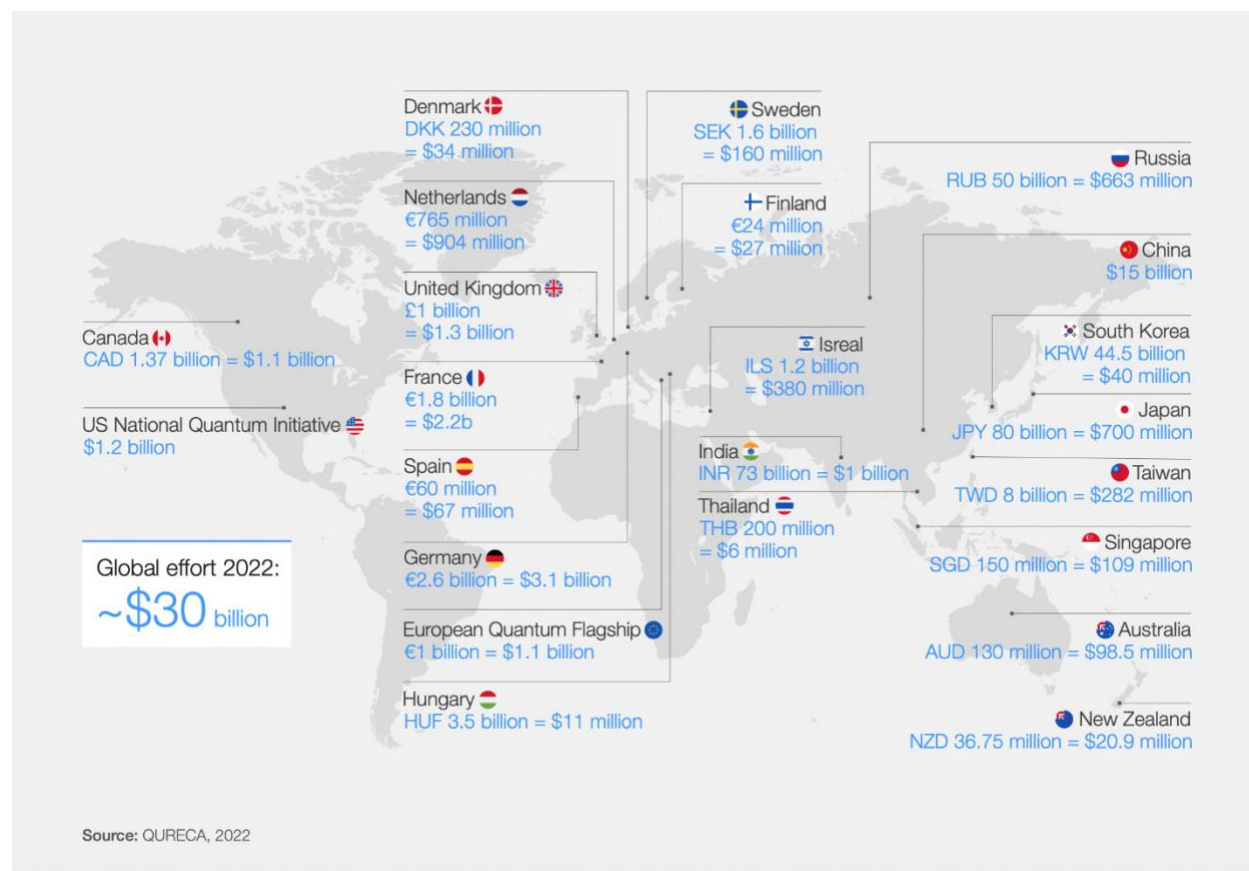 Denmark
DKK 230 million
= $34 million
Netherlands
€765 million
= $904 million
United Kingdom
£1 billion
= $1.3 billion
Canada
CAD 1.37 billion = $1.1 billion
France
€1.8 billion
= $2.2b
US National Quantum Initiative
$1.2 billion
Spain
€60 million
= $67 million
Germany
€2.6 billion = $3.1 billion
European Quantum Flagship
€1 billion = $1.1 billion
Hungary
HUF 3.5 billion = $11 million
Sweden
SEK 1.6 billion
= $160 million
Finland
€24 million
= $27 million
Isreal
ILS 1.2 billion
= $380 million
India
INR 73 billion = $1 billion
Thailand
THB 200 million
= $6 million
Russia
RUB 50 billion = $663 million
China
$15 billion
South Korea
KRW 44.5 billion
= $40 million
Japan
JPY 80 billion = $700 million
Taiwan
TWD 8 billion = $282 million
Singapore
SGD 150 million = $109 million
Australia
AUD 130 million = $98.5 million
New Zealand
NZD 36.75 million = $20.9 million
Global effort 2022:
~$30 billion
Source: QURECA, 2022